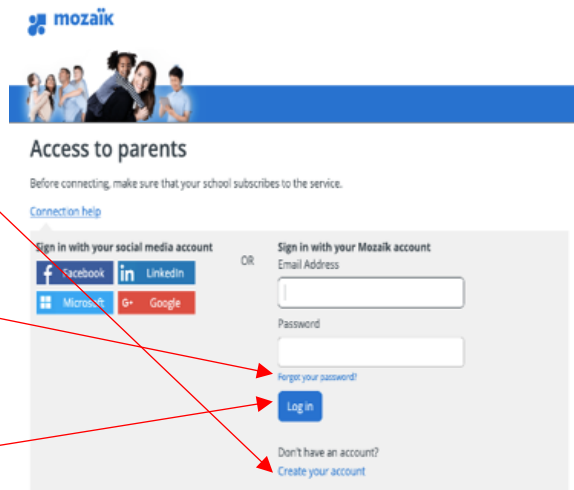 mozaïk
Access to parents
Before connecting, make sure that your school subscribes to the service.
Connection help
Sign in with your social media account
Facebook
in LinkedIn
Microsoft
G+ Google
OR
Sign in with your Mozaïk account
Email Address
Password
Forgot your password?
Log in
Don't have an account?
Create your account